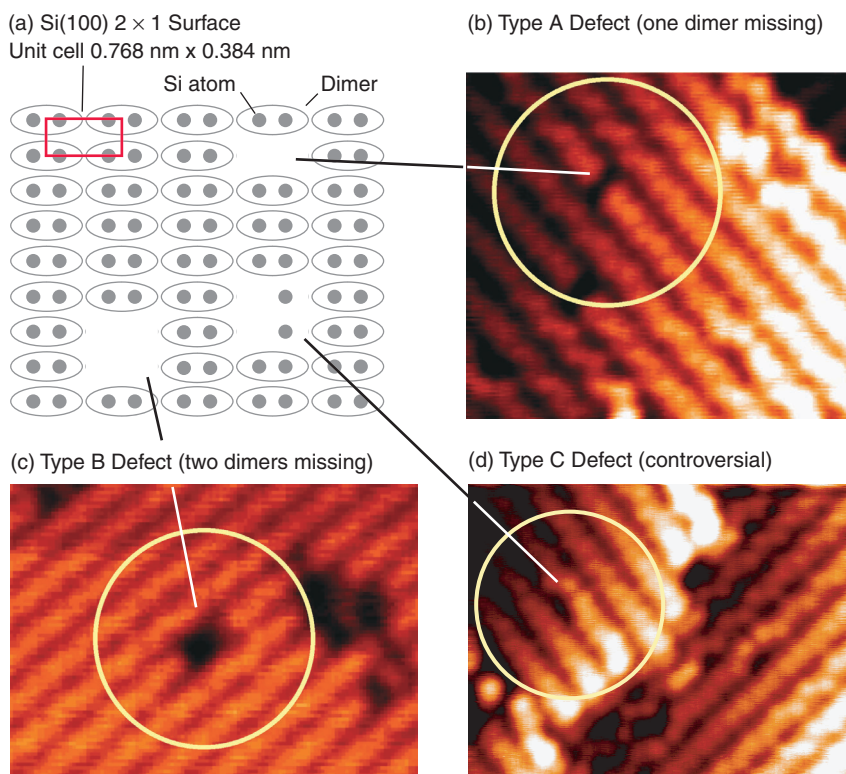 (a) Si(100) 2 × 1 Surface
Unit cell 0.768 nm x 0.384 nm
Si atom
Dimer
(b) Type A Defect (one dimer missing)
(c) Type B Defect (two dimers missing)
(d) Type C Defect (controversial)